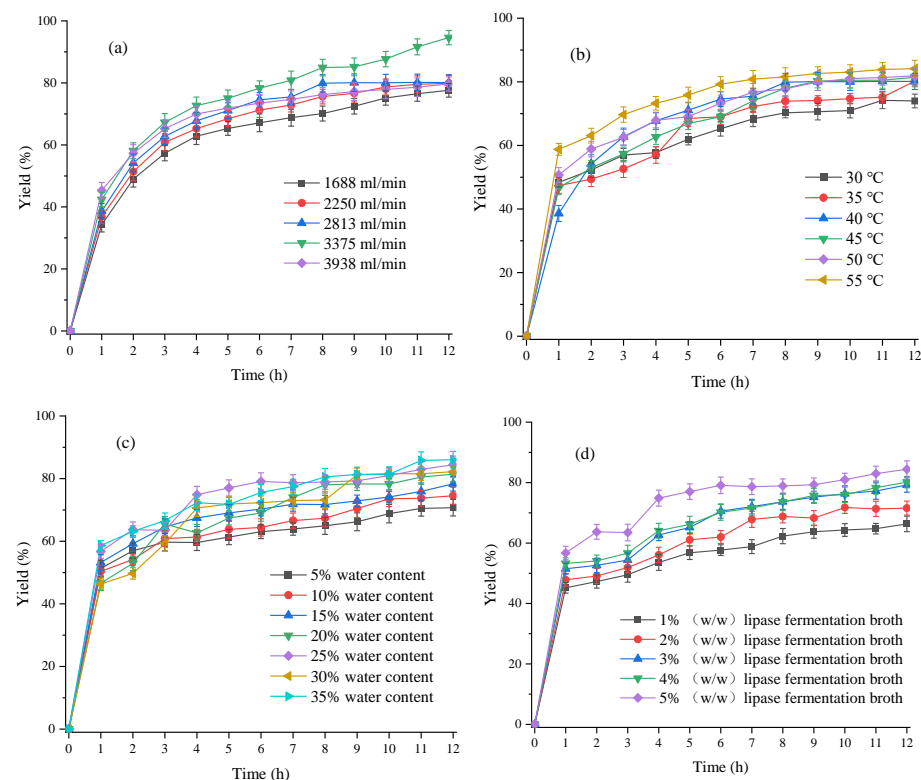 (a)
100
80
60
40
20
0
Yield (%)
1688 ml/min
2250 ml/min
2813 ml/min
3375 ml/min
3938 ml/min
0 1 2 3 4 5 6 7 8 9 10 11 12
Time (h)
(b)
100
80
60
40
20
0
Yield (%)
30 °C
35 °C
40 °C
45 °C
50 °C
55 °C
0 1 2 3 4 5 6 7 8 9 10 11 12
Time (h)
(c)
100
80
60
40
20
0
Yield (%)
5% water content
10% water content
15% water content
20% water content
25% water content
30% water content
35% water content
0 1 2 3 4 5 6 7 8 9 10 11 12
Time (h)
(d)
100
80
60
40
20
0
Yield (%)
1% （w/w）lipase fermentation broth
2% （w/w）lipase fermentation broth
3% （w/w）lipase fermentation broth
4% （w/w）lipase fermentation broth
5% （w/w）lipase fermentation broth
0 1 2 3 4 5 6 7 8 9 10 11 12
Time (h)